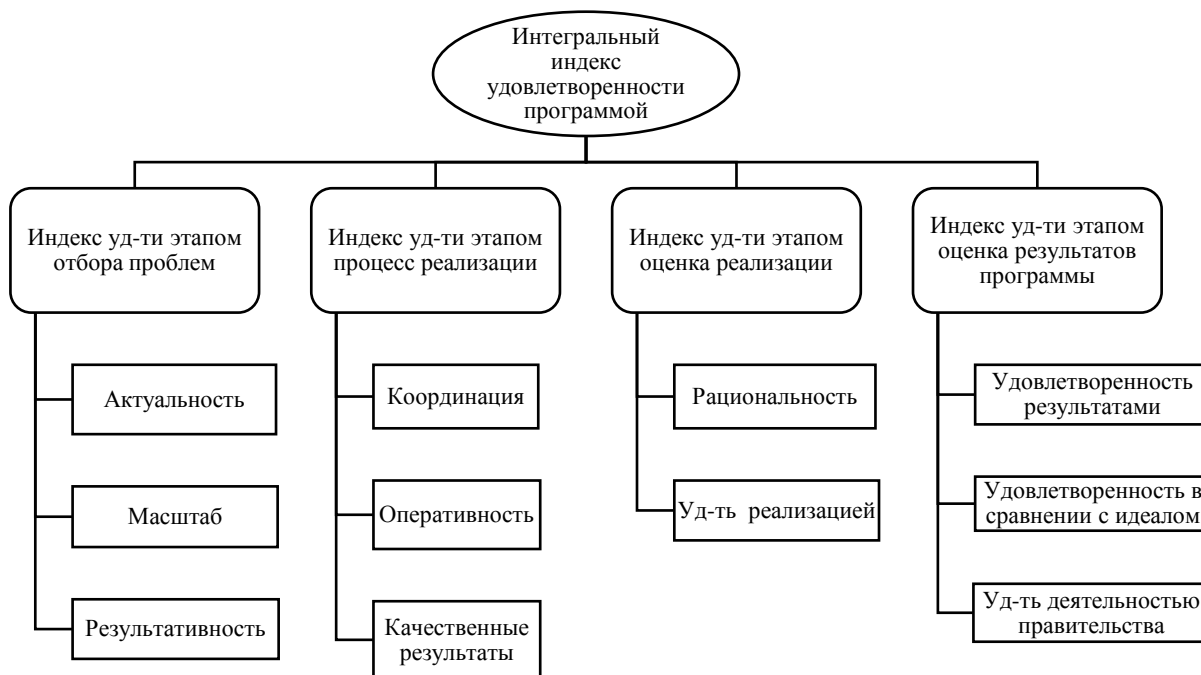 Интегральный
индекс
удовлетворенности
программой
Индекс уд-ти этапом
отбора проблем
Индекс уд-ти этапом
процесс реализации
Индекс уд-ти этапом
оценка реализации
Индекс уд-ти этапом
оценка результатов
программы
Актуальность
Масштаб
Результативность
Координация
Оперативность
Качественные
результаты
Рациональность
Уд-ть реализацией
Удовлетворенность
результатами
Удовлетворенность в
сравнении с идеалом
Уд-ть деятельностью
правительства